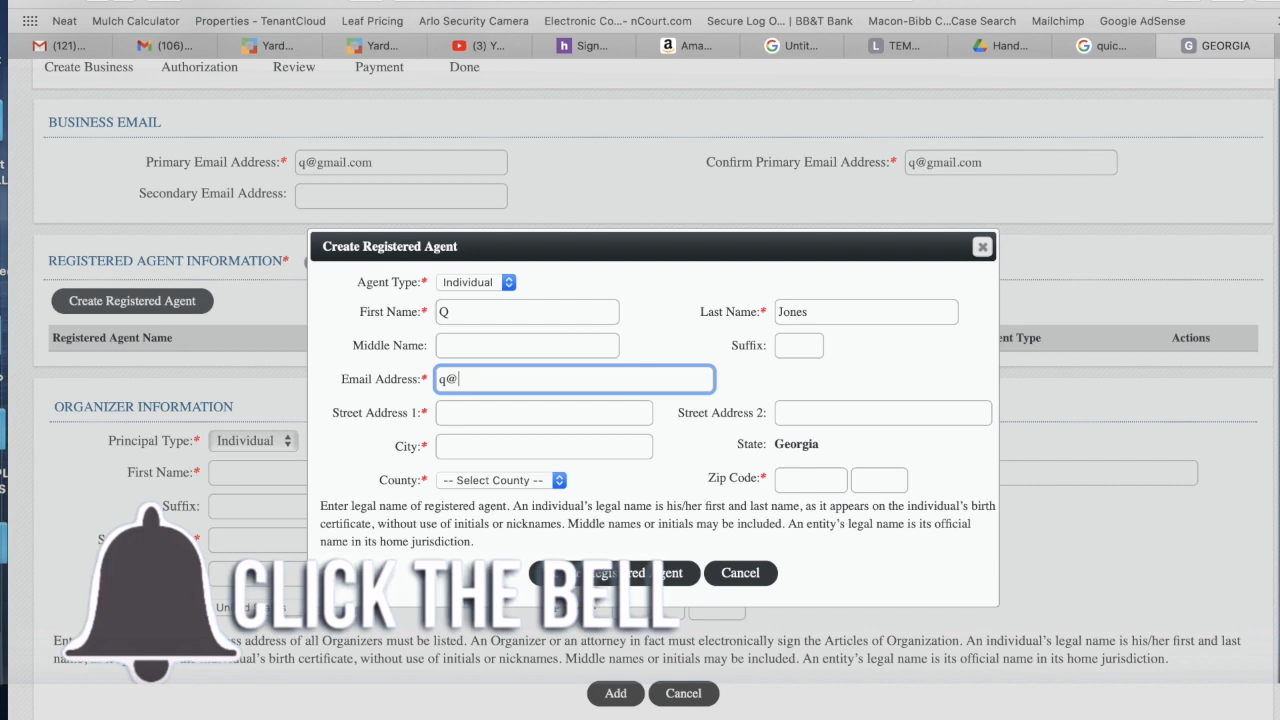 Neat Mulch Calculator Properties - TenantCloud Leaf Pricing Arlo Security Camera Electronic Co...- nCourt.com Secure Log O... | BB&T Bank Macon-Bibb C...Case Search Mailchimp Google AdSense
(121)... (106)... Yard... Yard... (3) Y... Sign... Ama... Untit... TEM... Hand... quic... GEORGIA
Create Business Authorization Review Payment Done
BUSINESS EMAIL
Primary Email Address:* q@gmail.com Confirm Primary Email Address:* q@gmail.com
Secondary Email Address:
Create Registered Agent
REGISTERED AGENT INFORMATION*
Agent Type:* Individual
Create Registered Agent
First Name:* Q Last Name:* Jones
Registered Agent Name Middle Name: Suffix: ent Type Actions
Email Address:* q@
ORGANIZER INFORMATION
Street Address 1:* Street Address 2:
Principal Type:* Individual City:* State: Georgia
First Name:* County:* -- Select County -- Zip Code:*
Suffix: Enter legal name of registered agent. An individual's legal name is his/her first and last name, as it appears on the individual's birth
certificate, without use of initials or nicknames. Middle names or initials may be included. An entity's legal name is its official
name in its home jurisdiction.
Agent Cancel
CLICK THE BELL
address of all Organizers must be listed. An Organizer or an attorney in fact must electronically sign the Articles of Organization. An individual's legal name is his/her first and last
individual's birth certificate, without use of initials or nicknames. Middle names or initials may be included. An entity's legal name is its official name in its home jurisdiction.
Add Cancel